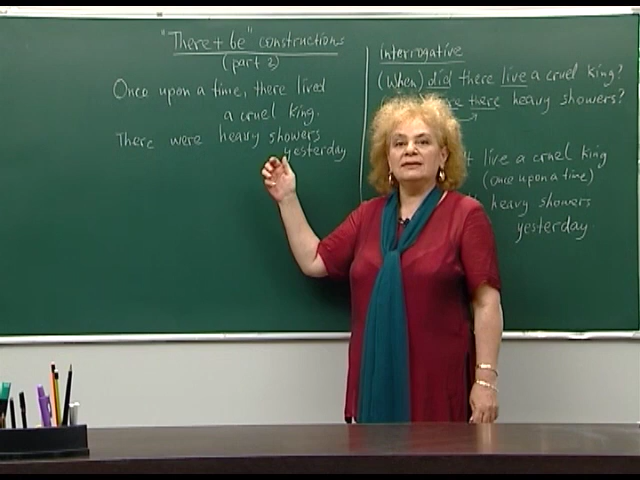 "There + be" constructions
(part 2)
Once upon a time, there lived
a cruel king.
There were heavy showers
yesterday
interrogative
(When) did there live a cruel king?
there heavy showers?
live a cruel king
(once upon a time)
heavy showers
yesterday